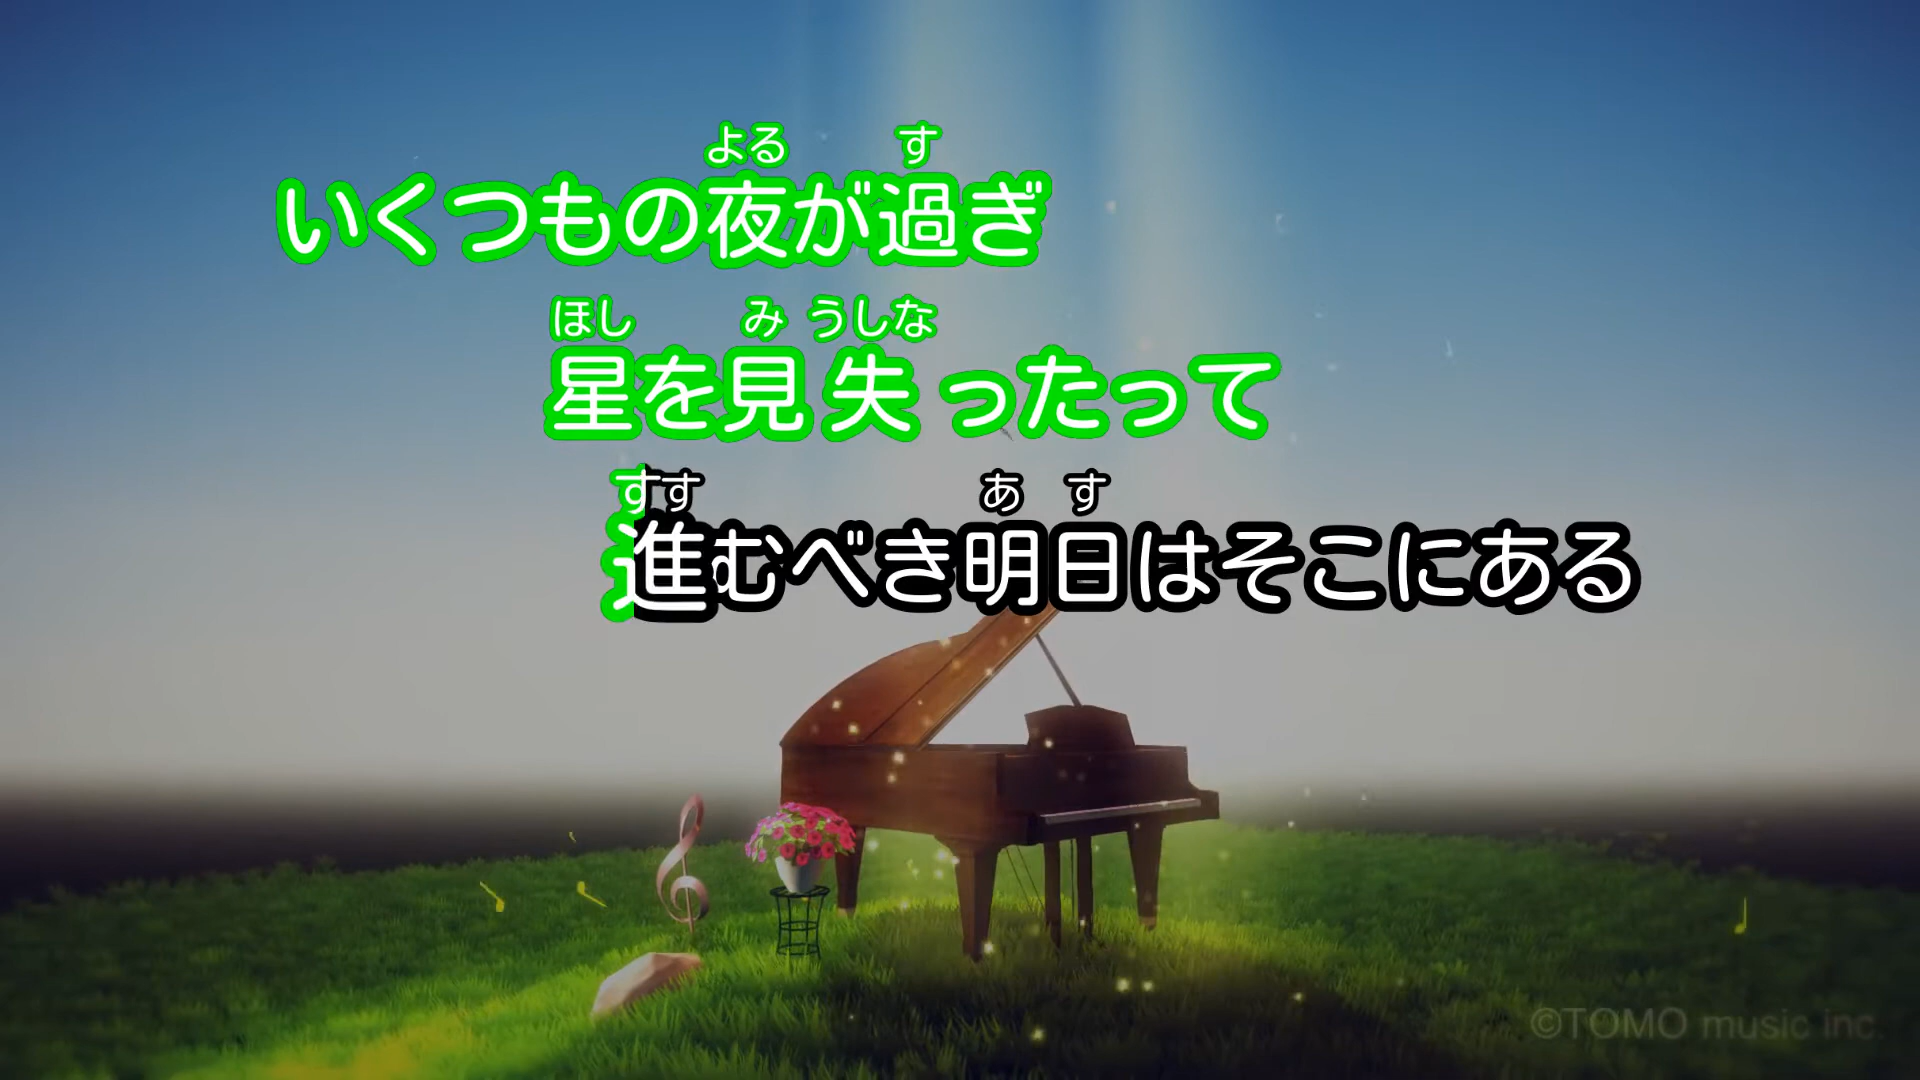 よる す
いくつもの夜が過ぎ
ほし み うしな
星を見失ったって
すす あ す
進むべき明日はそこにある
©TOMO music inc